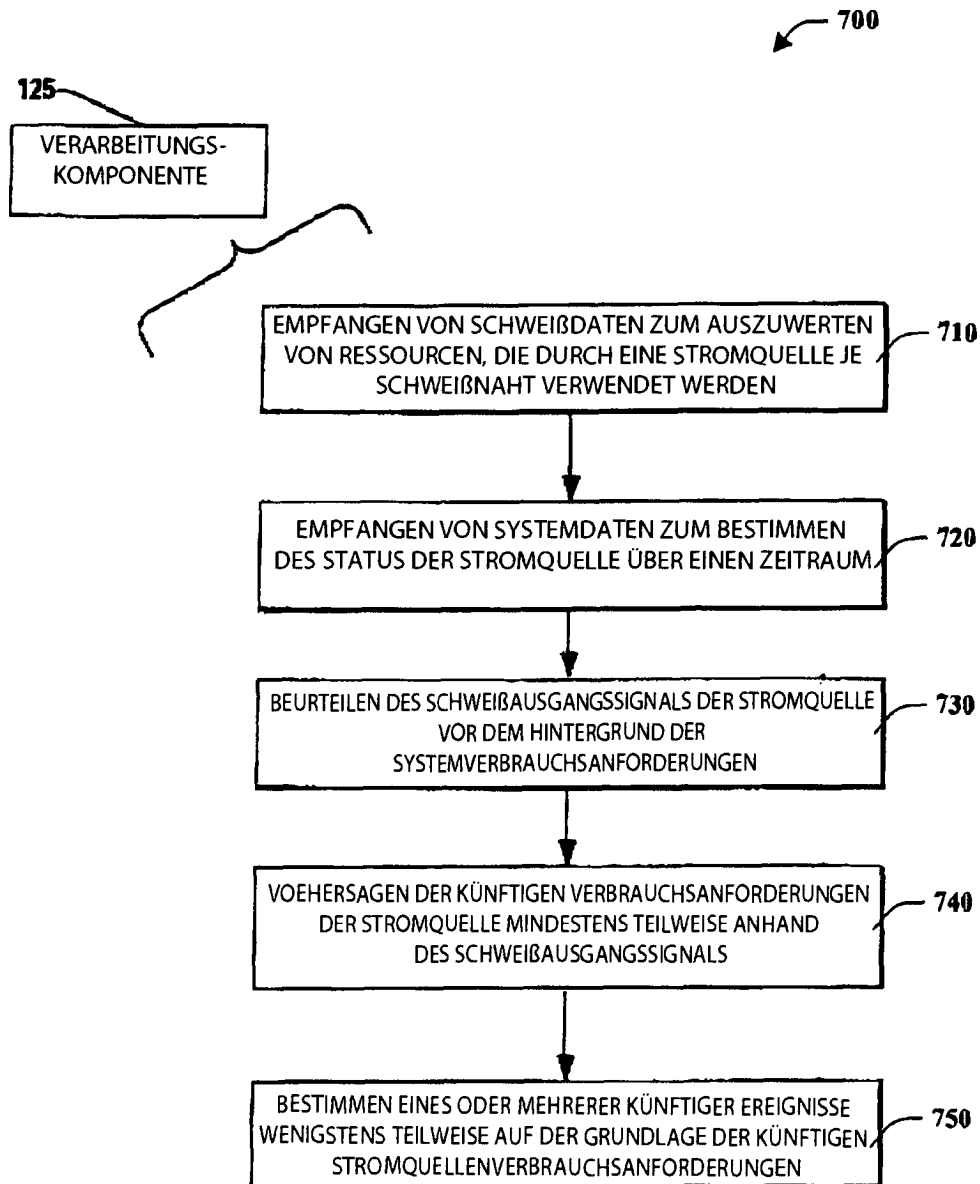 700
125
VERARBEITUNGS-
KOMPONENTE
EMPFANGEN VON SCHWEIßDATEN ZUM AUSZUWERTEN
VON RESSOURCEN, DIE DURCH EINE STROMQUELLE JE
SCHWEIßNAHT VERWENDET WERDEN
710
EMPFANGEN VON SYSTEMDATEN ZUM BESTIMMEN
DES STATUS DER STROMQUELLE ÜBER EINEN ZEITRAUM
720
BEURTEILEN DES SCHWEIßAUSGANGSSIGNALS DER STROMQUELLE
VOR DEM HINTERGRUND DER
SYSTEMVERBRAUCHSANFORDERUNGEN
730
VOEHERSAGEN DER KÜNFTIGEN VERBRAUCHSANFORDERUNGEN
DER STROMQUELLE MINDESTENS TEILWEISE ANHAND
DES SCHWEIßAUSGANGSSIGNALS
740
BESTIMMEN EINES ODER MEHRERER KÜNFTIGER EREIGNISSE
WENIGSTENS TEILWEISE AUF DER GRUNDLAGE DER KÜNFTIGEN
STROMQUELLENVERBRAUCHSANFORDERUNGEN
750